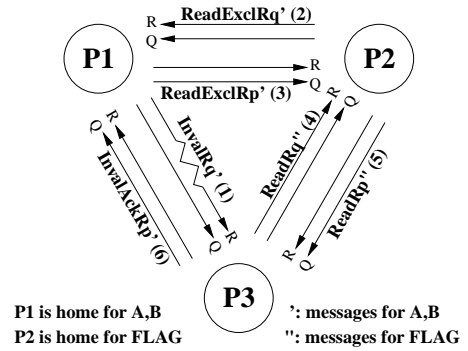 ReadExclRq' (2)
R
Q
P1
P2
R
Q
ReadExclRp' (3)
R
Q
R
Q
InvalRq' (1)
InvalAckRp' (6)
ReadRq" (4)
ReadRp" (5)
Q
R
R
Q
P3
P1 is home for A,B
P2 is home for FLAG
': messages for A,B
": messages for FLAG